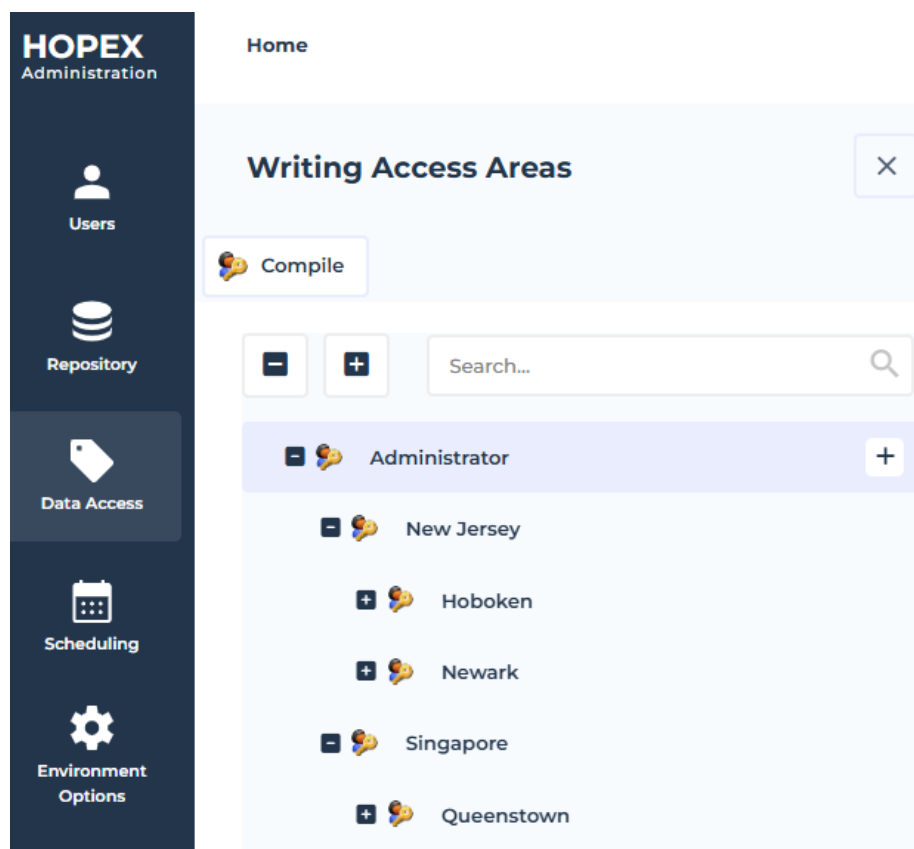 HOPEX
Administration
Users
Repository
Data Access
Scheduling
Environment
Options
Home
Writing Access Areas
Compile
Search...
Administrator
New Jersey
Hoboken
Newark
Singapore
Queenstown